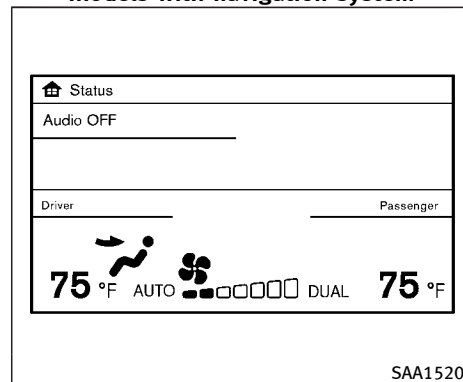 Models with navigation system
Status
Audio OFF
Driver Passenger
75 °F AUTO DUAL 75 °F
SAA1520